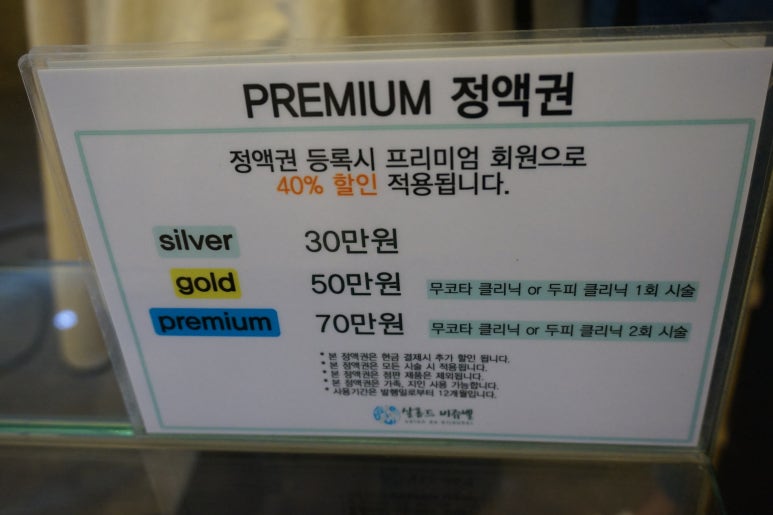 PREMIUM 정액권
정액권 등록시 프리미엄 회원으로
40% 할인 적용됩니다.
silver 30만원
gold 50만원 무코타 클리닉 or 두피 클리닉 1회 시술
premium 70만원 무코타 클리닉 or 두피 클리닉 2회 시술
* 본 정액권은 현금 결제시 추가 할인 됩니다.
* 본 정액권은 모든 시술 시 적용됩니다.
* 본 정액권은 점판 제품은 제외됩니다.
* 본 정액권은 가족, 지인 사용 가능합니다.
* 사용기간은 발행일로부터 12개월입니다.
살롱드 비쥬벨